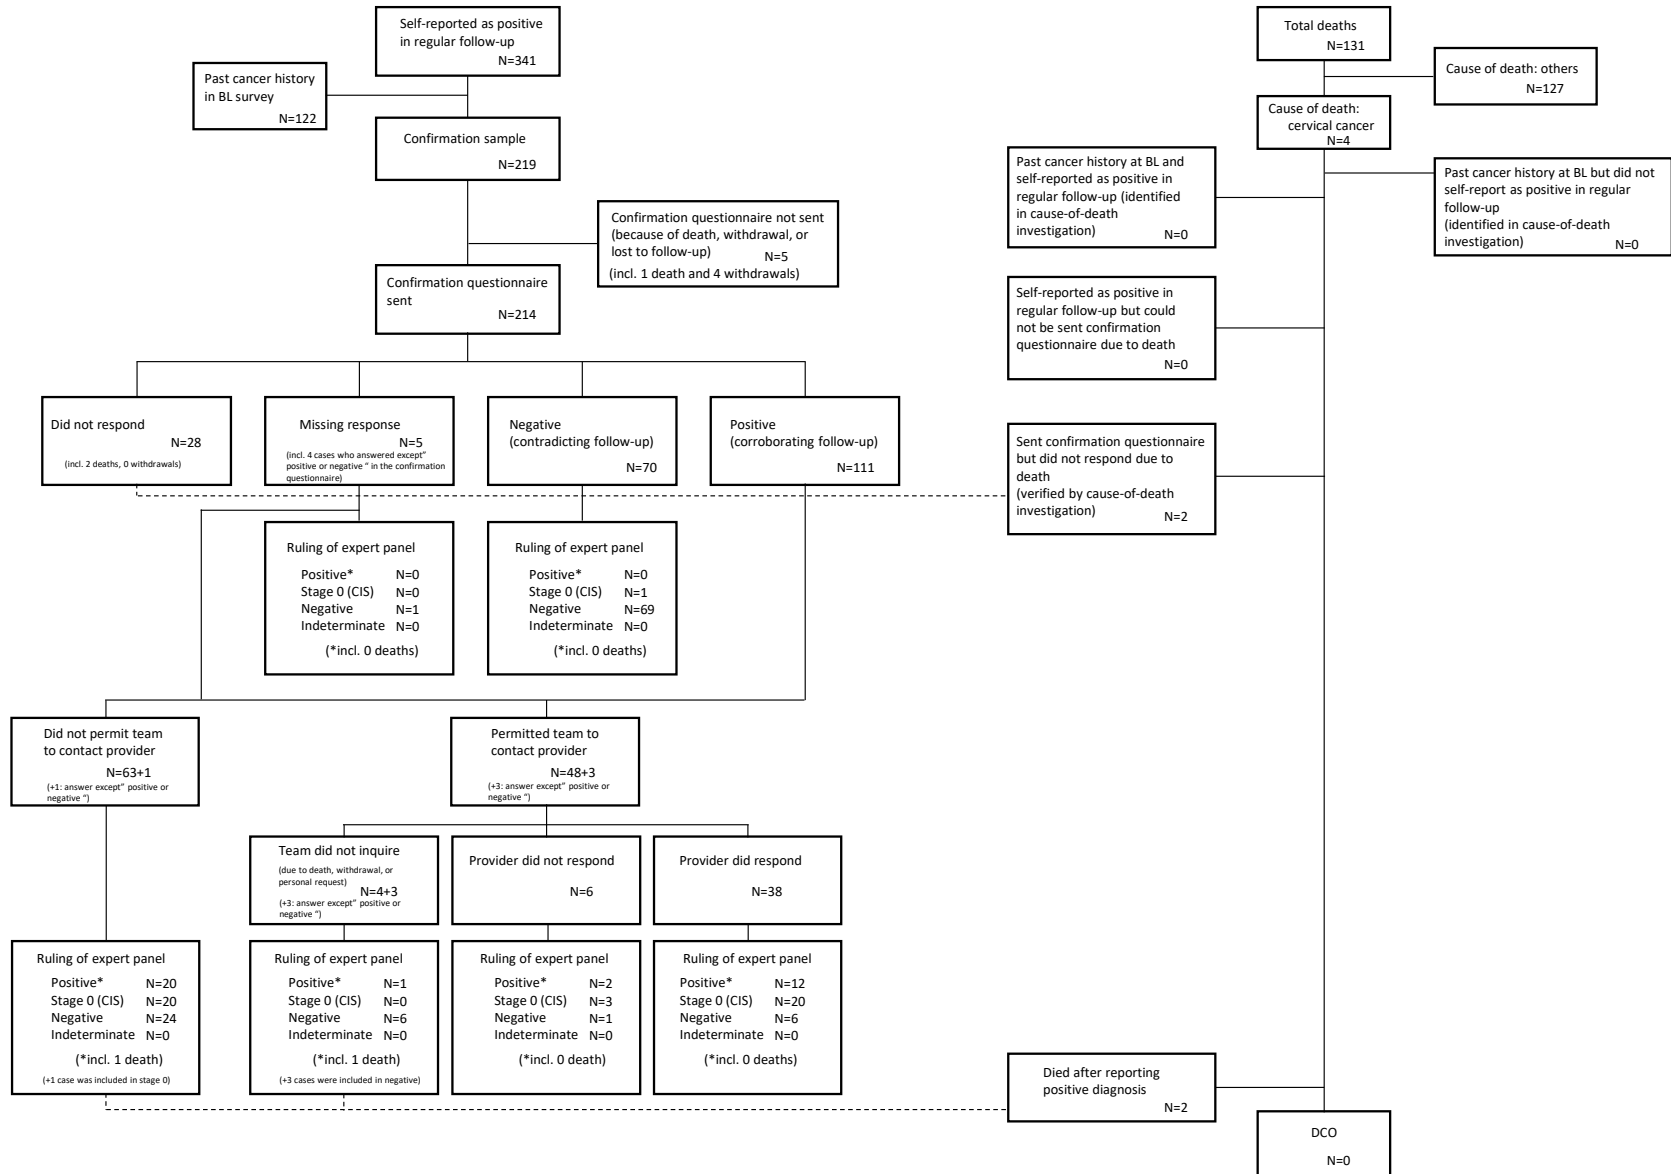 Self-reported as positive
in regular follow-up
N=341
Past cancer history
in BL survey
N=122
Confirmation sample
N=219
Confirmation questionnaire not sent
(because of death, withdrawal, or
lost to follow-up)
N=5
(incl. 1 death and 4 withdrawals)
Confirmation questionnaire
sent
N=214
Did not respond
N=28
(incl. 2 deaths, 0 withdrawals)
Missing response
N=5
(incl. 4 cases who answered except”
positive or negative “ in the confirmation
questionnaire)
Negative
(contradicting follow-up)
N=70
Positive
(corroborating follow-up)
N=111
Ruling of expert panel
Positive* N=0
Stage 0 (CIS) N=0
Negative N=1
Indeterminate N=0
(*incl. 0 deaths)
Ruling of expert panel
Positive* N=0
Stage 0 (CIS) N=1
Negative N=69
Indeterminate N=0
(*incl. 0 deaths)
Did not permit team
to contact provider
N=63+1
(+1: answer except” positive or
negative “)
Permitted team to
contact provider
N=48+3
(+3: answer except” positive or
negative “)
Team did not inquire
(due to death, withdrawal, or
personal request)
N=4+3
(+3: answer except” positive or
negative “)
Provider did not respond
N=6
Provider did respond
N=38
Ruling of expert panel
Positive* N=20
Stage 0 (CIS) N=20
Negative N=24
Indeterminate N=0
(*incl. 1 death)
(+1 case was included in stage 0)
Ruling of expert panel
Positive* N=1
Stage 0 (CIS) N=0
Negative N=6
Indeterminate N=0
(*incl. 1 death)
(+3 cases were included in negative)
Ruling of expert panel
Positive* N=2
Stage 0 (CIS) N=3
Negative N=1
Indeterminate N=0
(*incl. 0 death)
Ruling of expert panel
Positive* N=12
Stage 0 (CIS) N=20
Negative N=6
Indeterminate N=0
(*incl. 0 deaths)
Total deaths
N=131
Cause of death: others
N=127
Cause of death:
cervical cancer
N=4
Past cancer history at BL and
self-reported as positive in
regular follow-up (identified
in cause-of-death
investigation)
N=0
Past cancer history at BL but did not
self-report as positive in regular
follow-up
(identified in cause-of-death
investigation)
N=0
Self-reported as positive in
regular follow-up but could
not be sent confirmation
questionnaire due to death
N=0
Sent confirmation questionnaire
but did not respond due to
death
(verified by cause-of-death
investigation)
N=2
Died after reporting
positive diagnosis
N=2
DCO
N=0